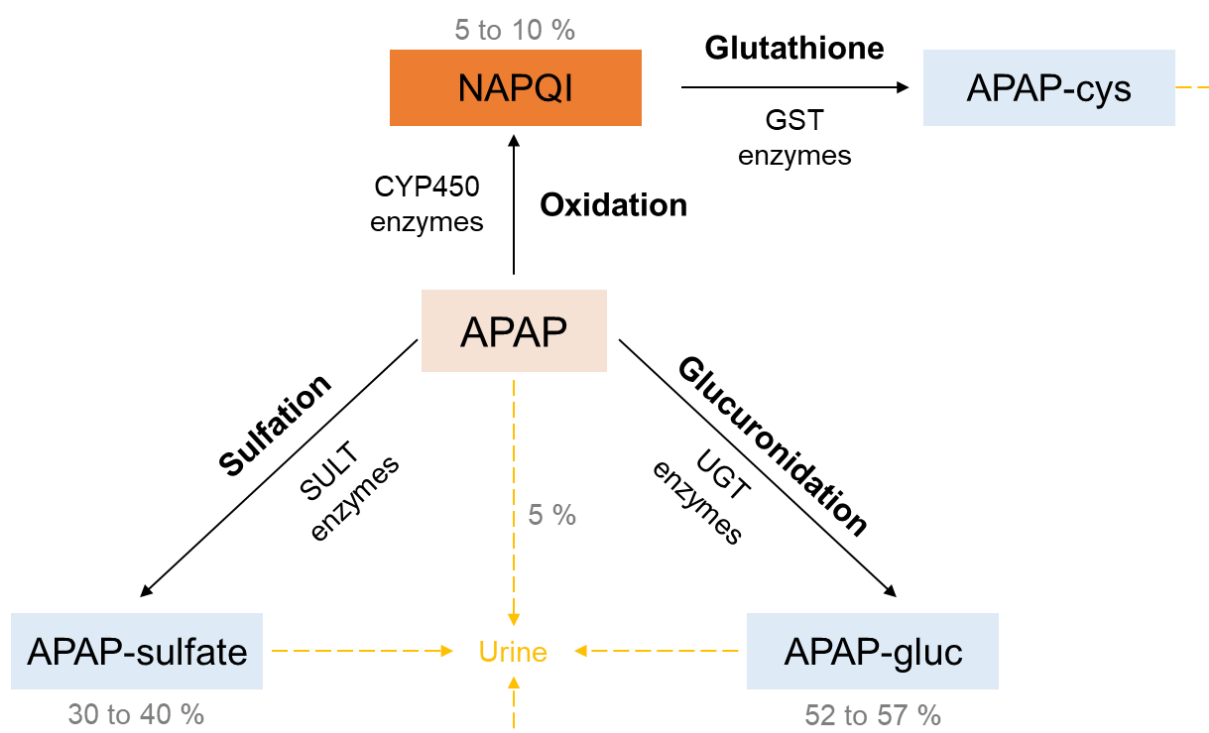 5 to 10 %
NAPQI
Glutathione
GST
enzymes
APAP-cys
CYP450
enzymes
Oxidation
APAP
Sulfation
SULT
enzymes
5 %
Glucuronidation
UGT
enzymes
APAP-sulfate
30 to 40 %
Urine
APAP-gluc
52 to 57 %